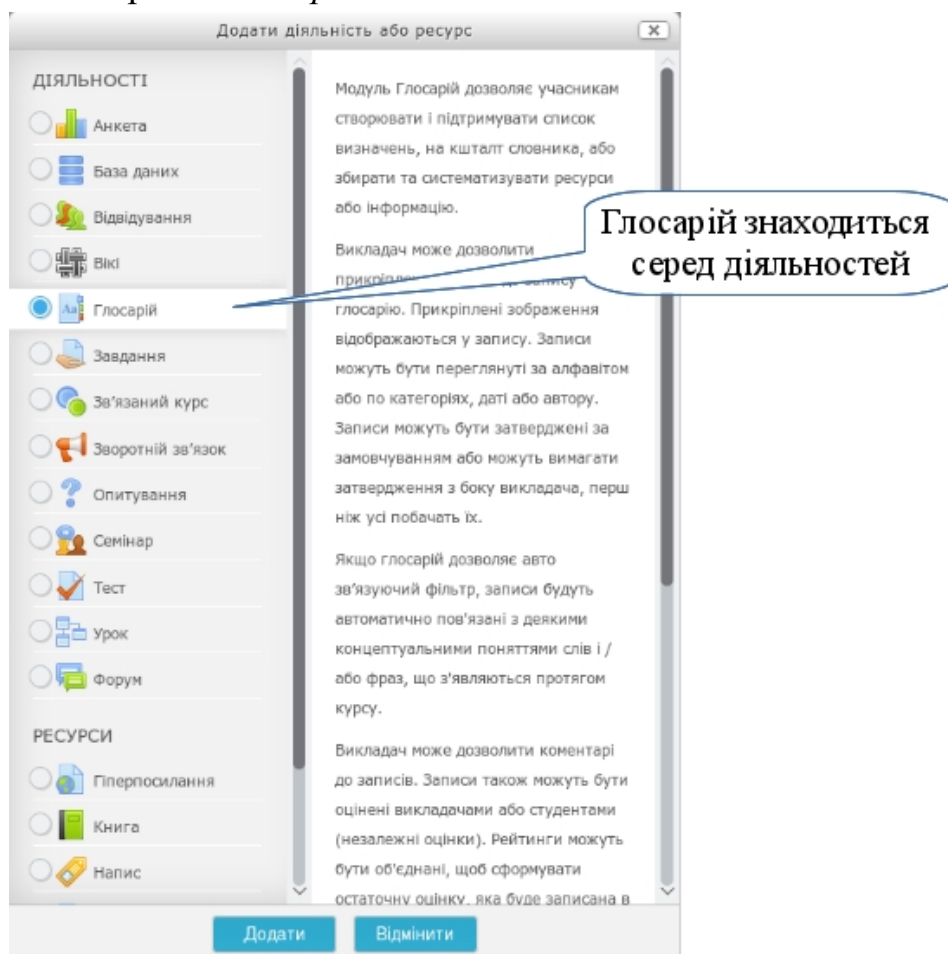 Додати діяльність або ресурс
ДІЯЛЬНОСТІ
Анкета
База даних
Відвідування
Вікі
Глосарій
Завдання
Зв'язаний курс
Зворотній зв'язок
Опитування
Семінар
Тест
Урок
Форум
РЕСУРСИ
Гіперпосилання
Книга
Напис
Модуль Глосарій дозволяє учасникам
створювати і підтримувати список
визначень, на кшталт словника, або
збирати та систематизувати ресурси
або інформацію.
Викладач може дозволити
запису
глосарію. Прикріплені зображення
відображаються у запису. Записи
можуть бути переглянуті за алфавітом
або по категоріях, даті або автору.
Записи можуть бути затверджені за
замовчуванням або можуть вимагати
затвердження з боку викладача, перш
ніж усі побачать їх.
Якщо глосарій дозволяє авто
зв'язуючий фільтр, записи будуть
автоматично пов'язані з деякими
концептуальними поняттями слів і /
або фраз, що з'являються протягом
курсу.
Викладач може дозволити коментарі
до записів. Записи також можуть бути
оцінені викладачами або студентами
(незалежні оцінки). Рейтинги можуть
бути об'єднані, щоб сформувати
остаточну оцінку, яка буде записана в
Глосарій знаходиться
серед діяльностей
Додати
Відмінити